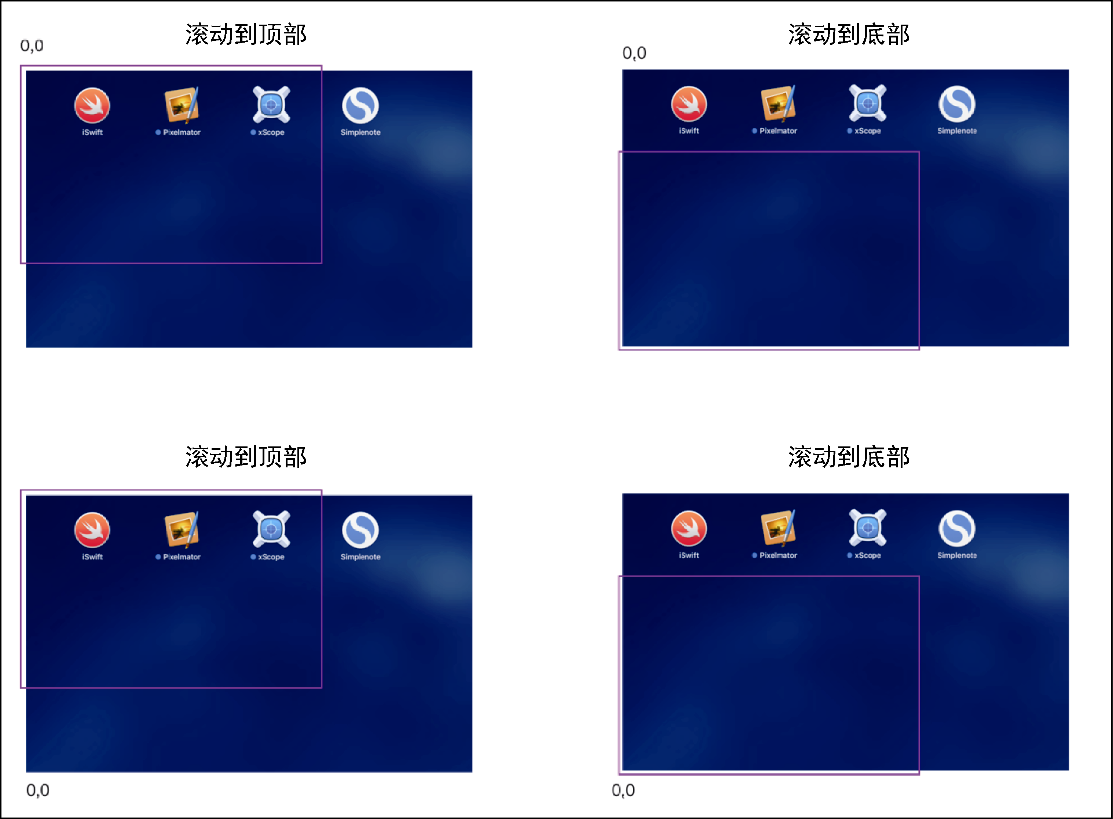 滚动到顶部
滚动到底部
0,0
0,0
iSwift
Pixelmator
xScope
Simplenote
iSwift
Pixelmator
xScope
Simplenote
滚动到顶部
滚动到底部
iSwift
Pixelmator
xScope
Simplenote
iSwift
Pixelmator
xScope
Simplenote
0,0
0,0